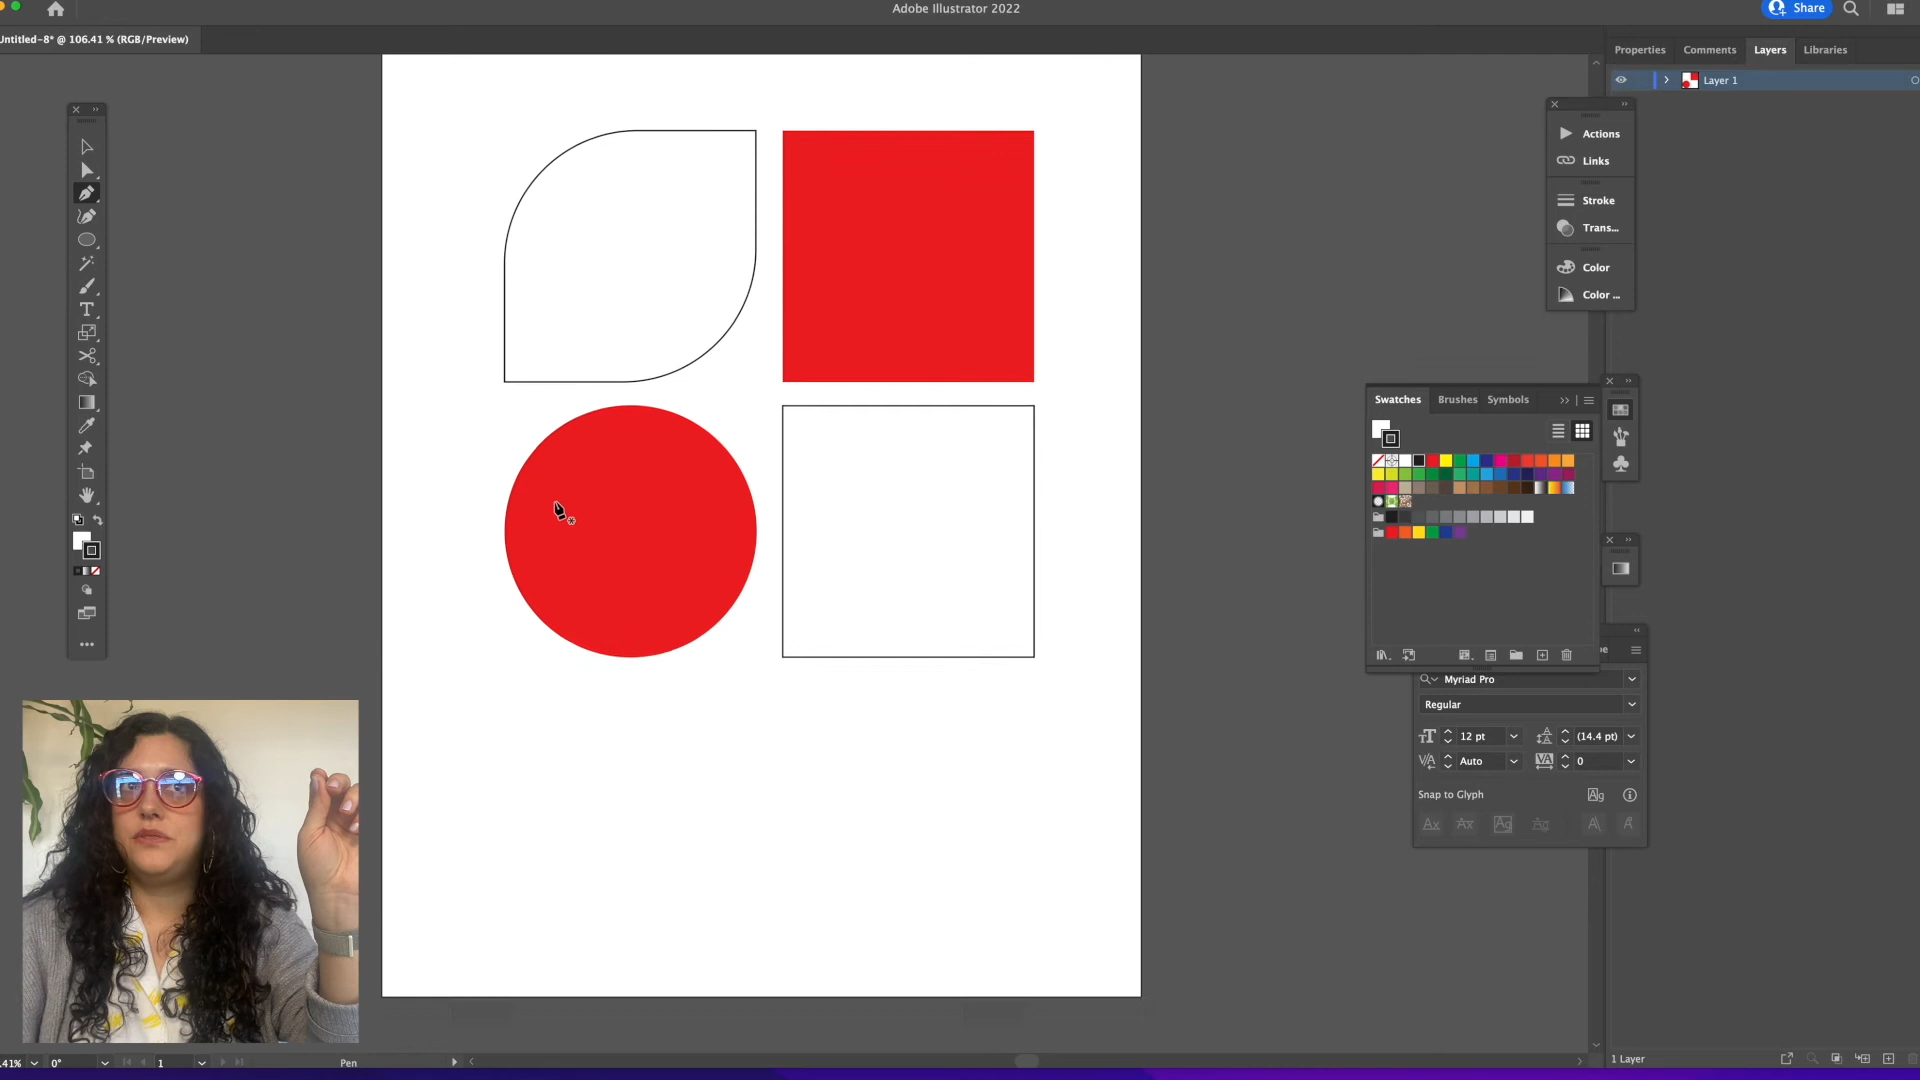 Adobe Illustrator 2022
Share
Untitled-8* @ 106.41 % (RGB/Preview)
Properties
Comments
Layers
Libraries
Layer 1
Actions
Links
Stroke
Trans...
Color
Color ...
Swatches
Brushes
Symbols
Myriad Pro
Regular
12 pt
(14.4 pt)
Auto
0
Snap to Glyph
.41%
0°
1
Pen
1 Layer